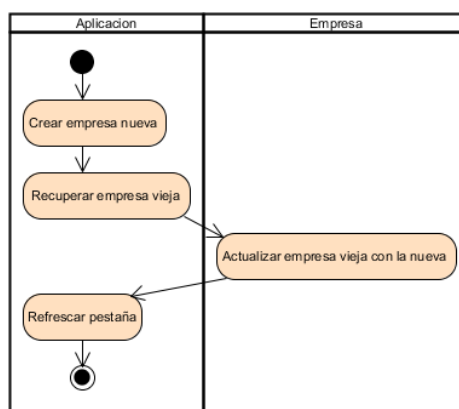 Aplicacion
Empresa
Crear empresa nueva
Recuperar empresa vieja
Actualizar empresa vieja con la nueva
Refrescar pestaña